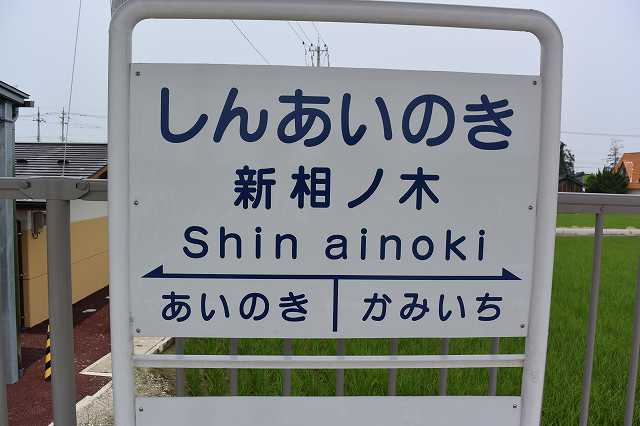 しんあいのき
新相ノ木
Shin ainoki
あいのき かみいち